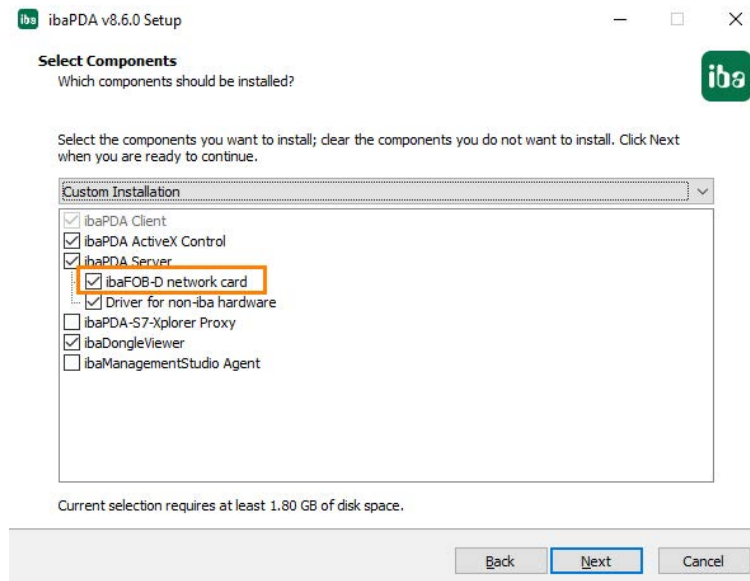 iba ibaPDA v8.6.0 Setup
Select Components
Which components should be installed?
iba
Select the components you want to install; clear the components you do not want to install. Click Next
when you are ready to continue.
Custom Installation
ibaPDA Client
ibaPDA ActiveX Control
ibaPDA Server
ibaFOB-D network card
Driver for non-iba hardware
ibaPDA-S7-Xplorer Proxy
ibaDongleViewer
ibaManagementStudio Agent
Current selection requires at least 1.80 GB of disk space.
Back Next Cancel